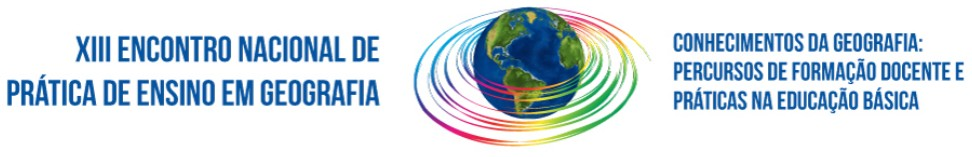 XIII ENCONTRO NACIONAL DE
PRÁTICA DE ENSINO EM GEOGRAFIA
CONHECIMENTOS DA GEOGRAFIA:
PERCURSOS DE FORMAÇÃO DOCENTE E
PRÁTICAS NA EDUCAÇÃO BÁSICA